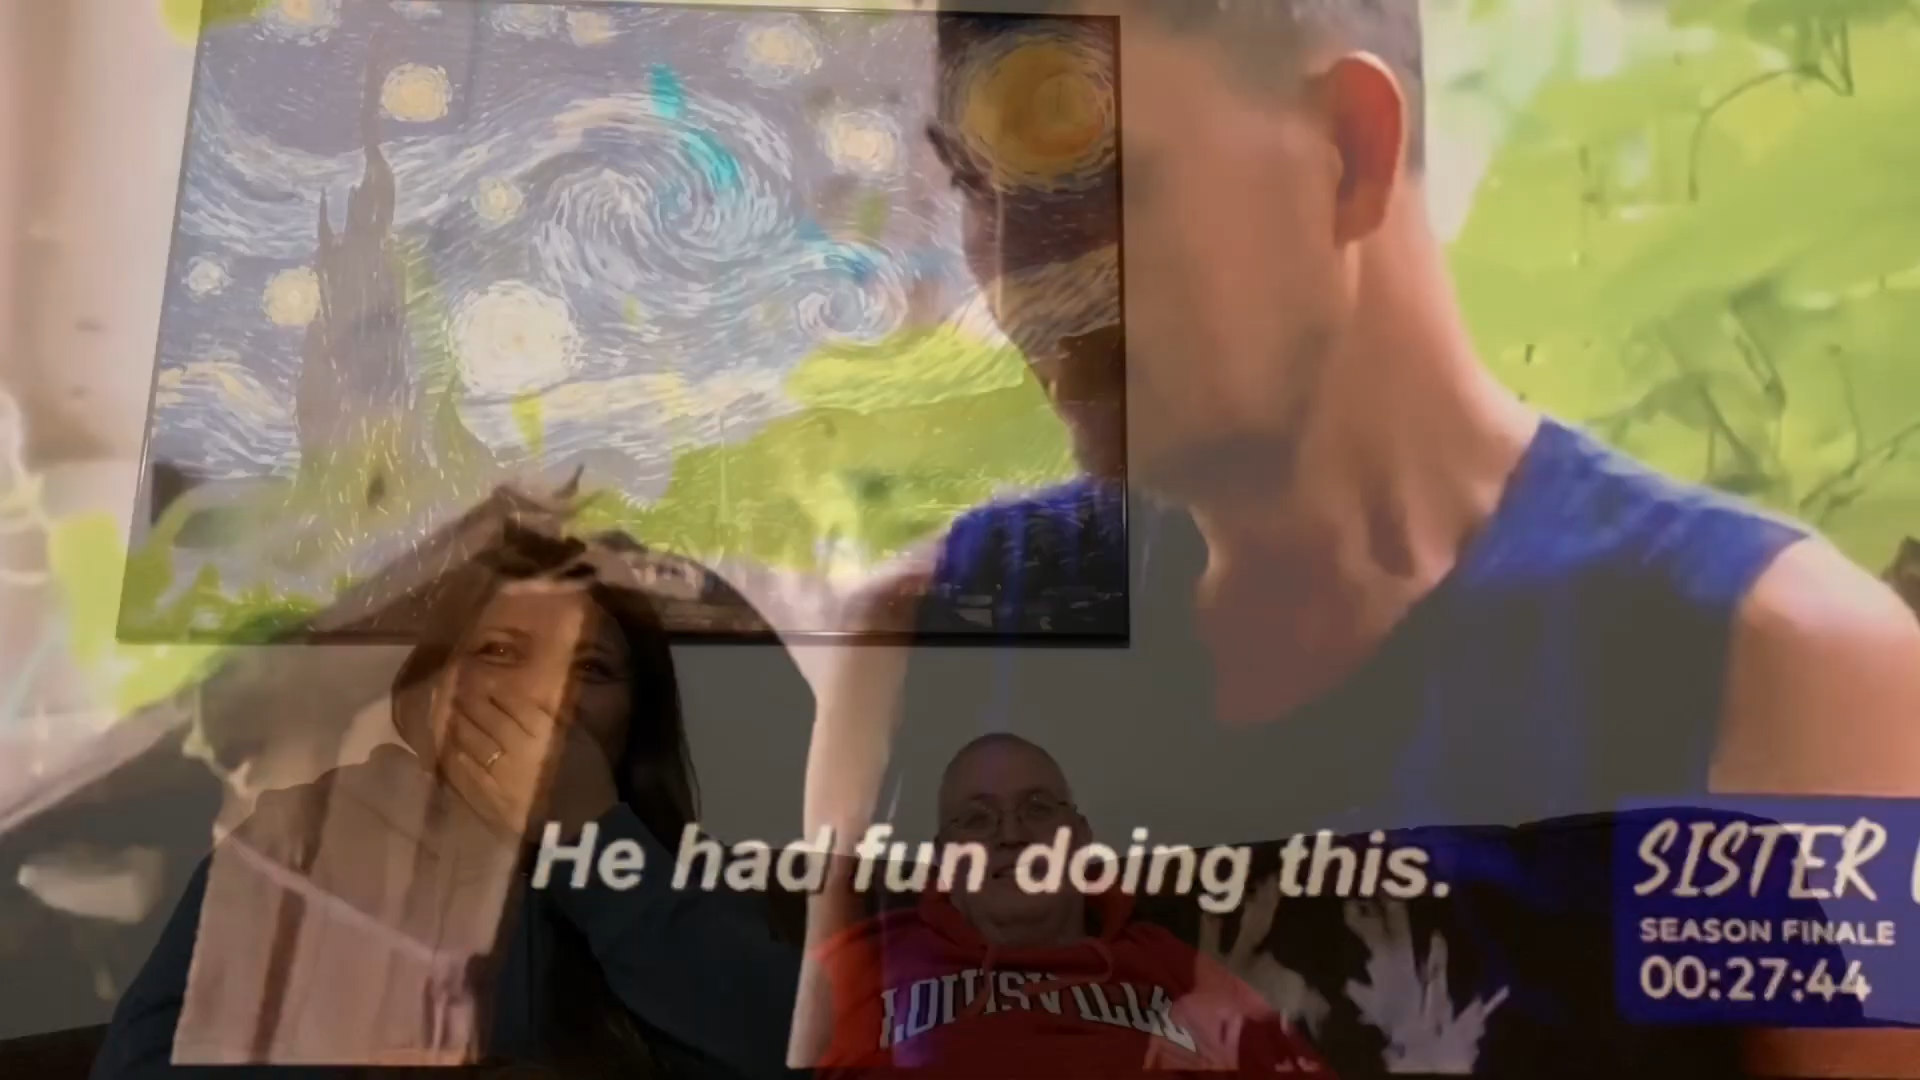 He had fun doing this.
SISTER
SEASON FINALE
00:27:44
LOUISVILLE